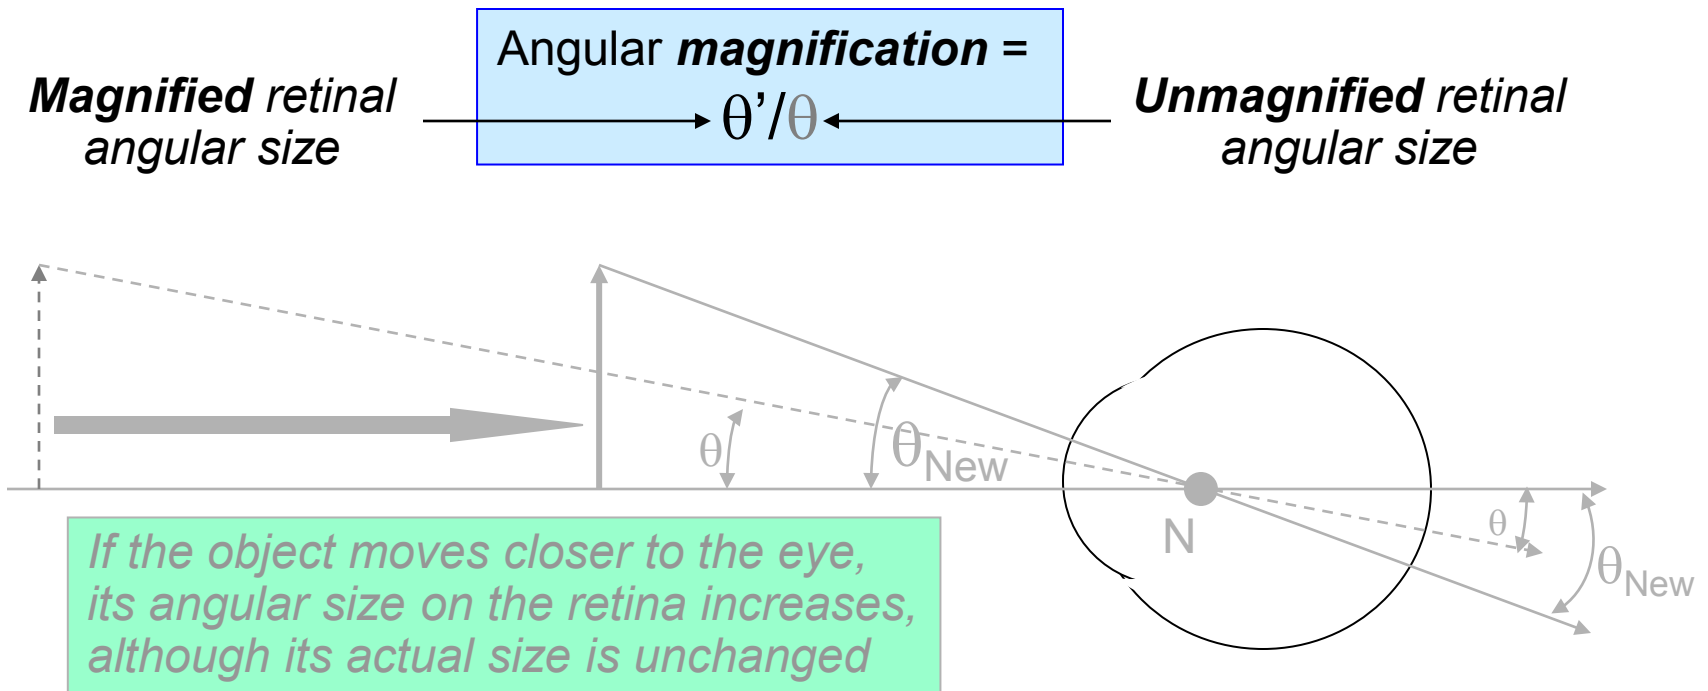 Angular magnification =
Magnified retinal
angular size
θ’/θ
Unmagnified retinal
angular size
θ
θNew
N
θ
θNew
If the object moves closer to the eye,
its angular size on the retina increases,
although its actual size is unchanged